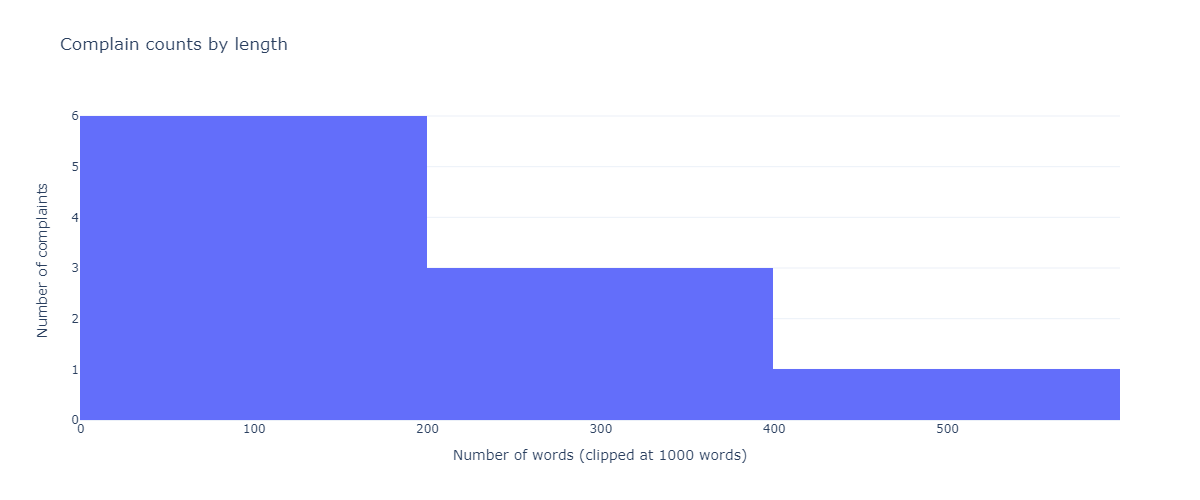 Complain counts by length
6
5
4
3
2
1
0
Number of complaints
0 100 200 300 400 500
Number of words (clipped at 1000 words)